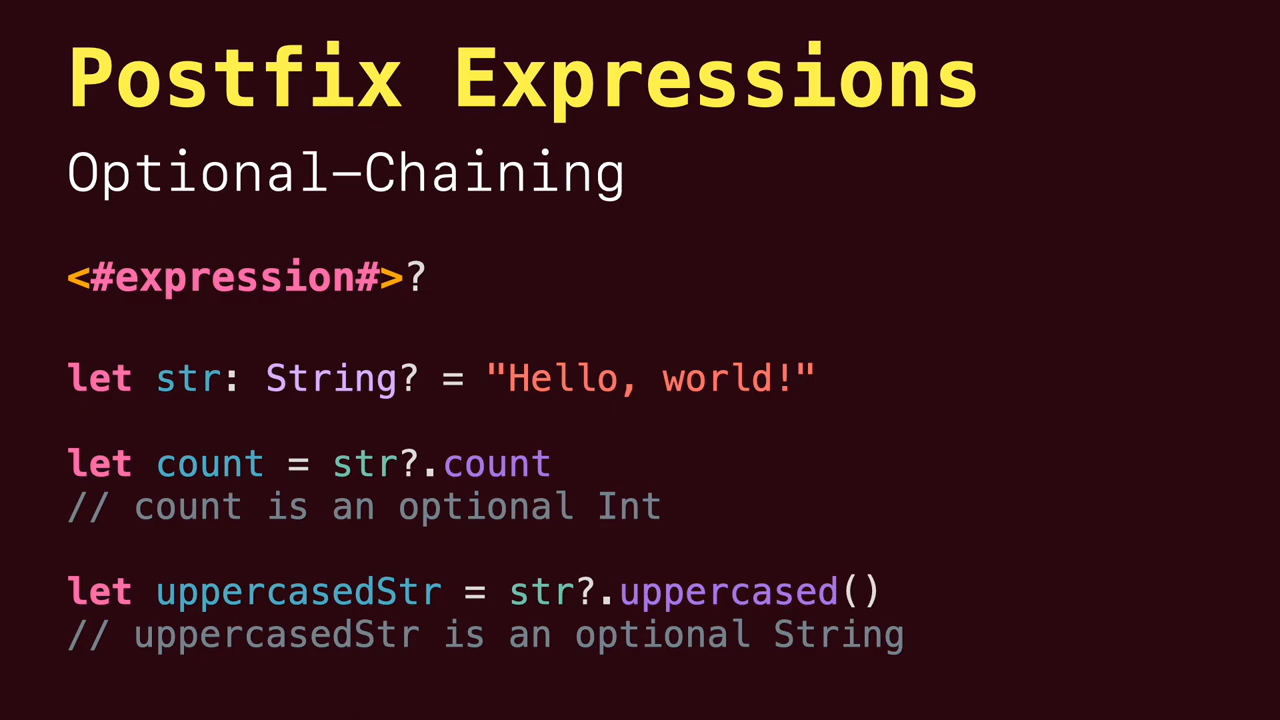 Postfix Expressions
Optional—Chaining
<#expression#>?
let str: String? = "Hello, world!"
let count = str?.count
// count is an optional Int
let uppercasedStr = str?.uppercased()
// uppercasedStr is an optional String